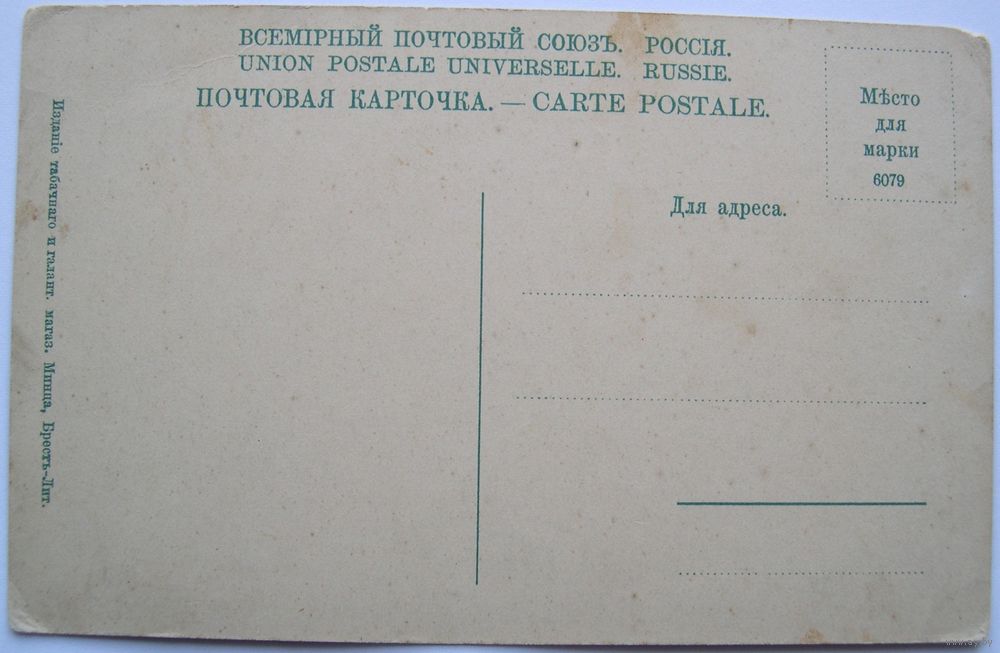 ВСЕМІРНЫЙ ПОЧТОВЫЙ СОЮЗЪ. РОССІЯ.
UNION POSTALE UNIVERSELLE. RUSSIE.
ПОЧТОВАЯ КАРТОЧКА. — CARTE POSTALE.
Мѣсто
для
марки
6079
Для адреса.
Изданіе табачнаго и галант. магаз. Минца, Брестъ-Лит.